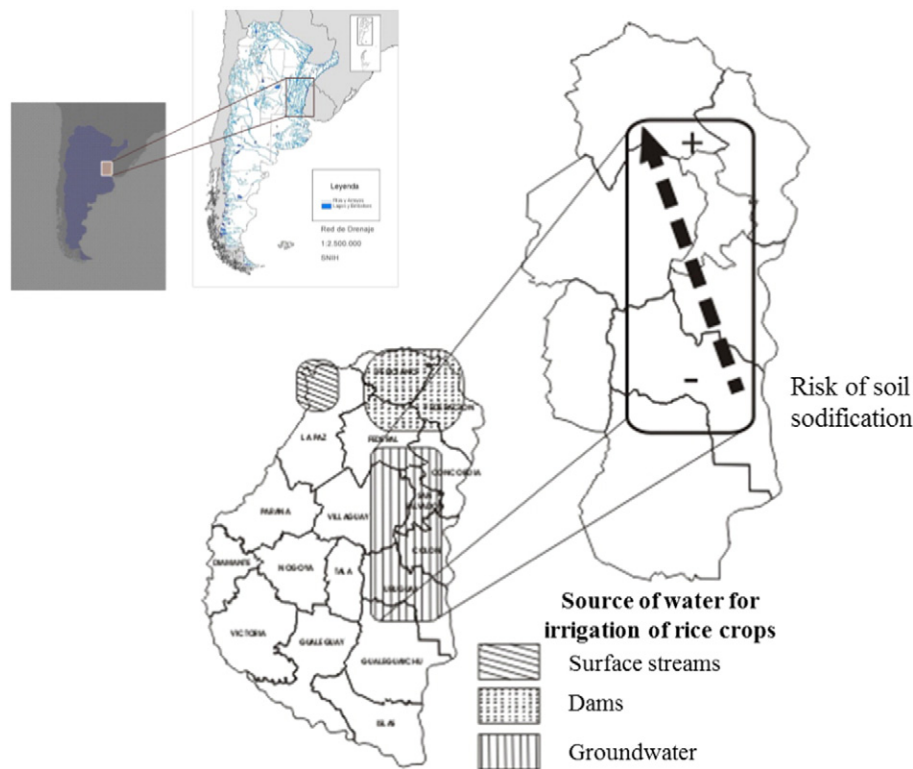 Leyenda
Red de Drenaje
1:2.500.000
SNIH
+
-
Risk of soil
sodification
LA PAZ
FEDERAL
CONCORDIA
SAN
PARANA
VILLAGUAY
COLON
DIAMANTE
NOGOYA
TALA
URUGUAY
VICTORIA
GUALEGUAY
GUALEGUAYCHU
ISLAS
Source of water for
irrigation of rice crops
Surface streams
Dams
Groundwater